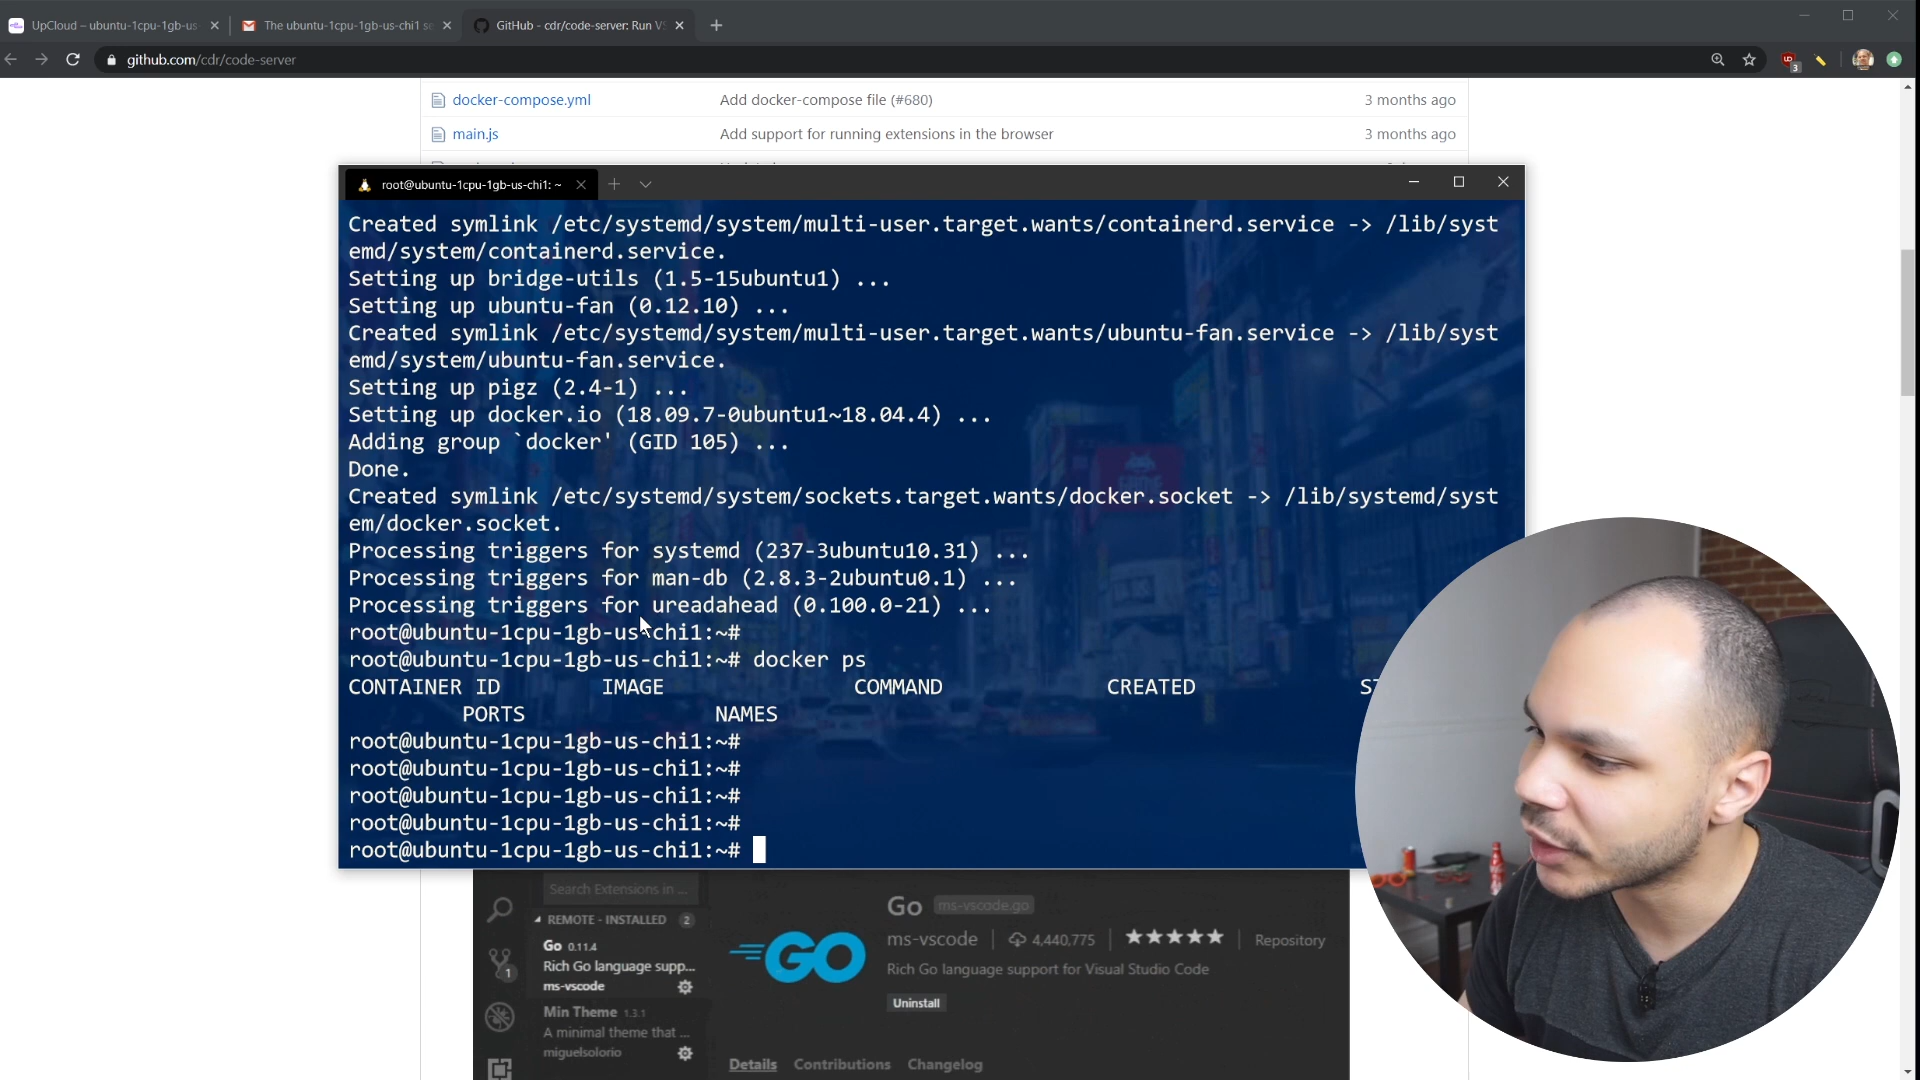 UpCloud – ubuntu-1cpu-1gb-us
The ubuntu-1cpu-1gb-us-chi1 se
GitHub - cdr/code-server: Run VS
github.com/cdr/code-server
UD
3
docker-compose.yml Add docker-compose file (#680) 3 months ago
main.js Add support for running extensions in the browser 3 months ago
root@ubuntu-1cpu-1gb-us-chi1: ~
Created symlink /etc/systemd/system/multi-user.target.wants/containerd.service -> /lib/syst
emd/system/containerd.service.
Setting up bridge-utils (1.5-15ubuntu1) ...
Setting up ubuntu-fan (0.12.10) ...
Created symlink /etc/systemd/system/multi-user.target.wants/ubuntu-fan.service -> /lib/syst
emd/system/ubuntu-fan.service.
Setting up pigz (2.4-1) ...
Setting up docker.io (18.09.7-0ubuntu1~18.04.4) ...
Adding group `docker' (GID 105) ...
Done.
Created symlink /etc/systemd/system/sockets.target.wants/docker.socket -> /lib/systemd/syst
em/docker.socket.
Processing triggers for systemd (237-3ubuntu10.31) ...
Processing triggers for man-db (2.8.3-2ubuntu0.1) ...
Processing triggers for ureadahead (0.100.0-21) ...
root@ubuntu-1cpu-1gb-us-chi1:~#
root@ubuntu-1cpu-1gb-us-chi1:~# docker ps
CONTAINER ID IMAGE COMMAND CREATED
PORTS NAMES
root@ubuntu-1cpu-1gb-us-chi1:~#
root@ubuntu-1cpu-1gb-us-chi1:~#
root@ubuntu-1cpu-1gb-us-chi1:~#
root@ubuntu-1cpu-1gb-us-chi1:~#
root@ubuntu-1cpu-1gb-us-chi1:~#
Search Extensions in ...
REMOTE - INSTALLED 2
Go 0.11.4
Rich Go language supp...
ms-vscode
1
Min Theme 1.3.1
A minimal theme that ...
miguelsolorio
GO
Go ms-vscode.go
ms-vscode 4,440,775 Repository
Rich Go language support for Visual Studio Code
Uninstall
Details Contributions Changelog